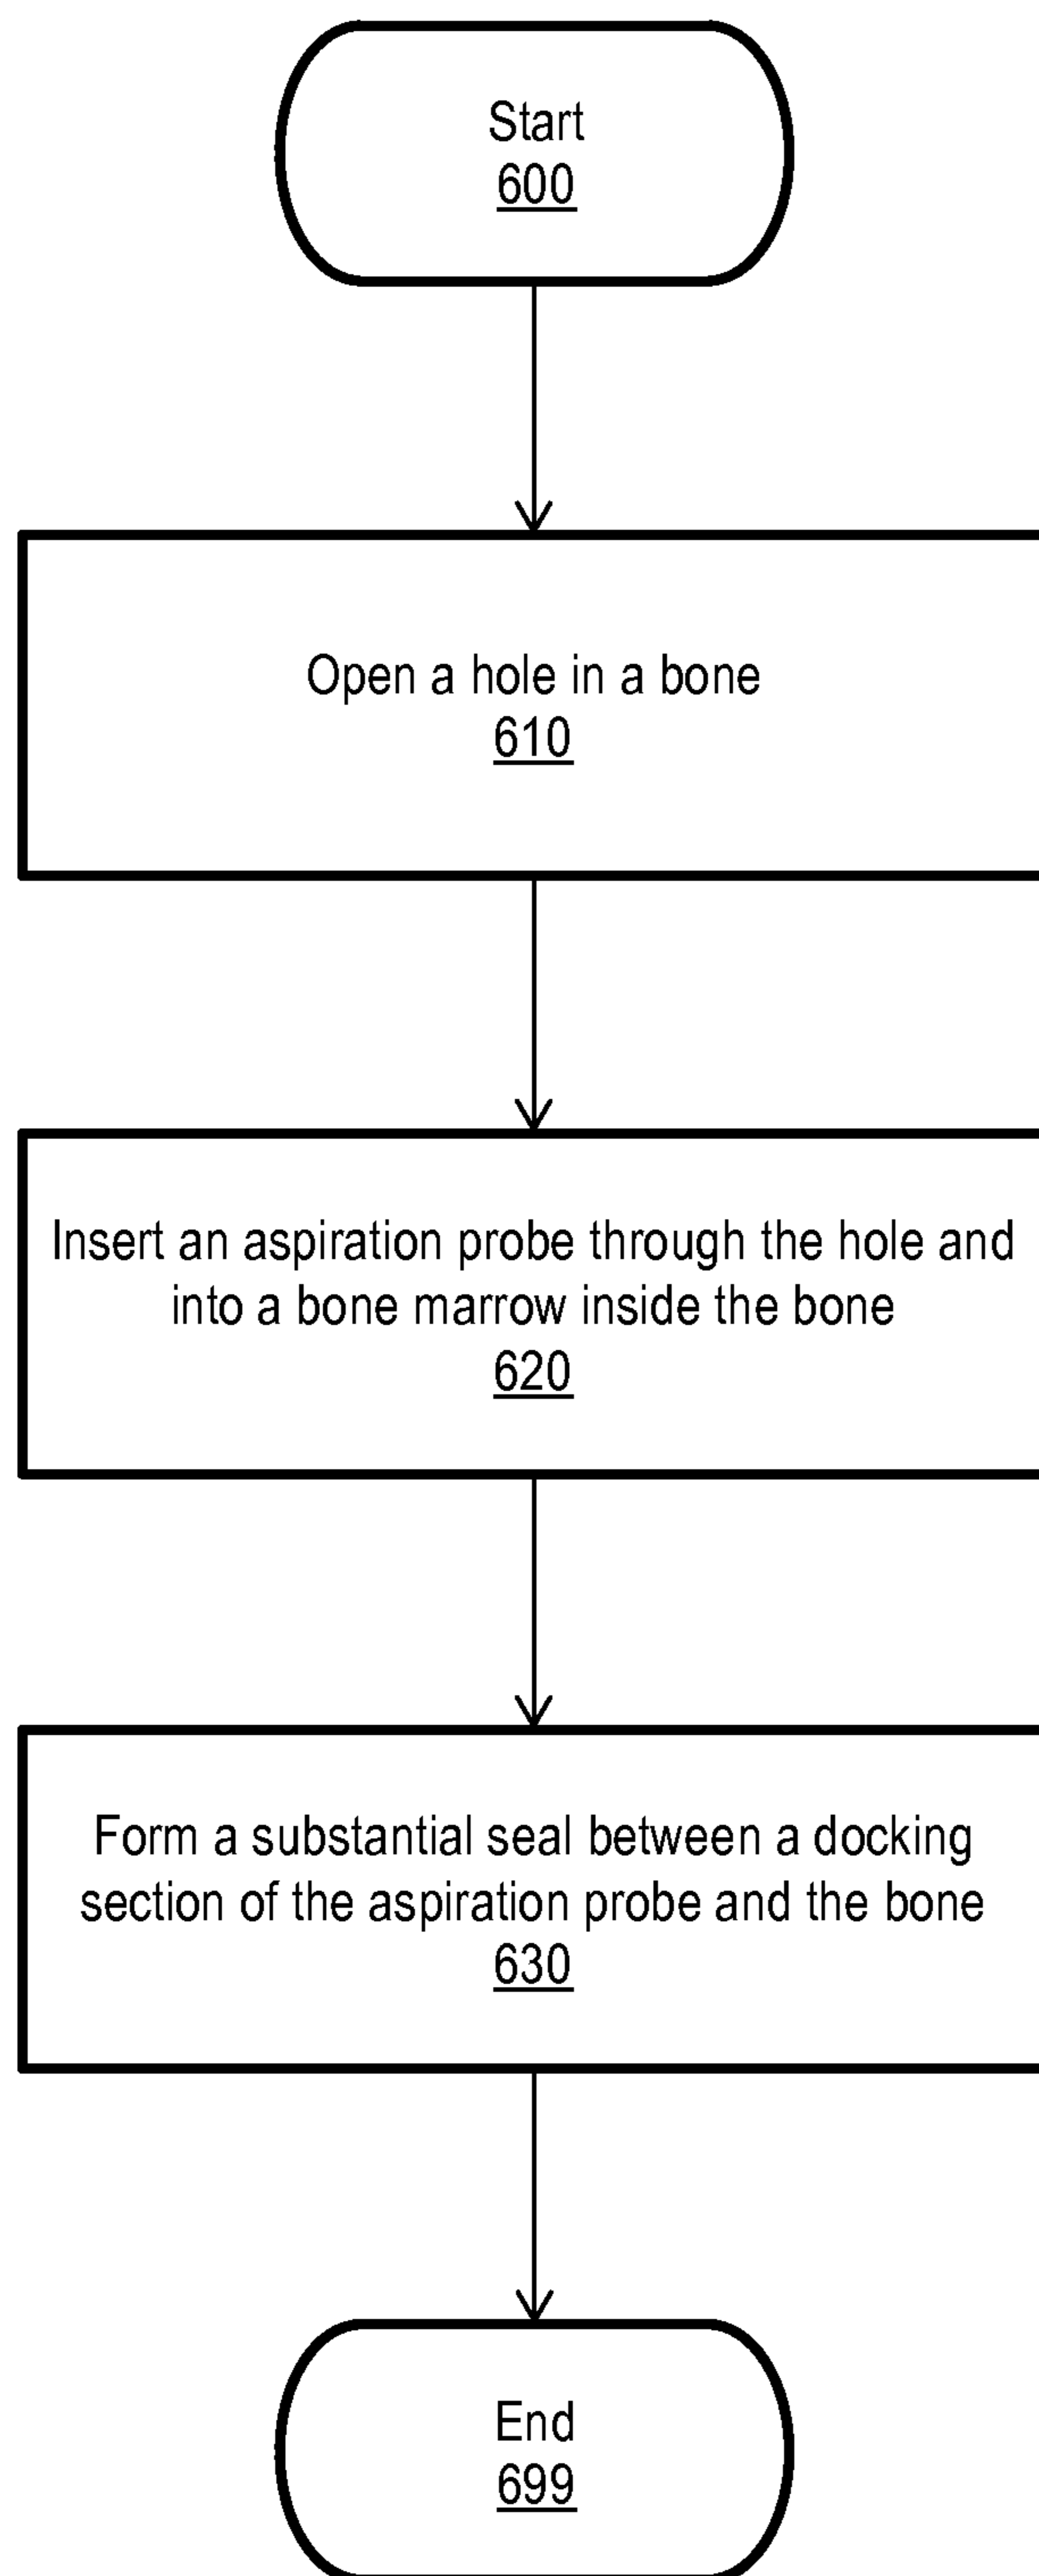 Start
600
Open a hole in a bone
610
Insert an aspiration probe through the hole and
into a bone marrow inside the bone
620
Form a substantial seal between a docking
section of the aspiration probe and the bone
630
End
699